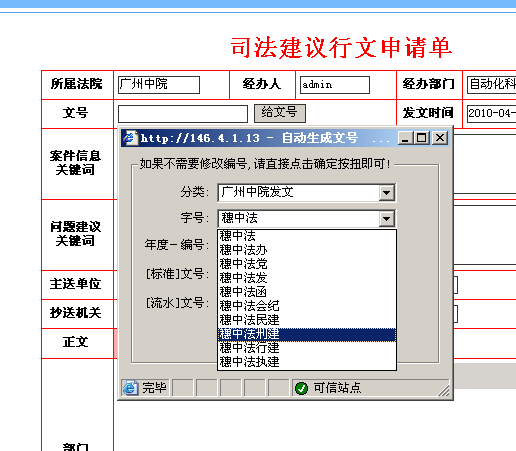 司法建议行文申请单
所属法院 广州中院 经办人 admin 经办部门 自动化科
文号 给文号 发文时间 2010-04-
http://146.4.1.13 - 自动生成文号 ...
案件信息
关键词
如果不需要修改编号,请直接点击确定按扭即可!
分类: 广州中院发文
字号: 穗中法
问题建议
关键词
年度－编号:
[标准]文号:
[流水]文号:
穗中法
穗中法办
穗中法党
穗中法发
穗中法函
穗中法会纪
穗中法民建
穗中法刑建
穗中法行建
穗中法执建
主送单位
抄送机关
正文
完毕 可信站点
部门